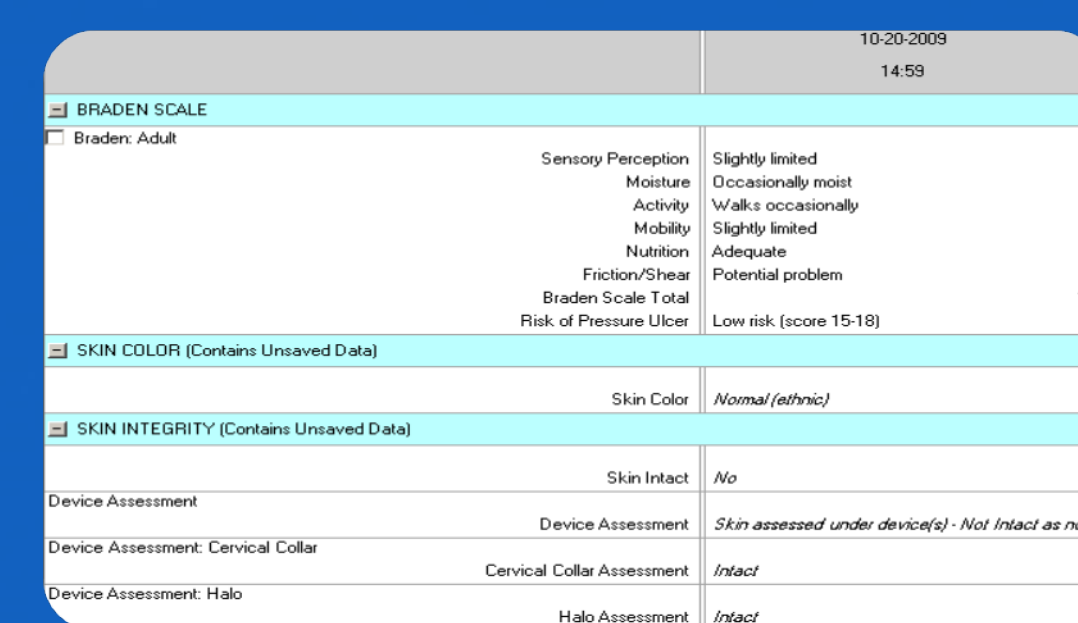 10-20-2009
14:59
BRADEN SCALE
Braden: Adult
Sensory Perception Slightly limited
Moisture Occasionally moist
Activity Walks occasionally
Mobility Slightly limited
Nutrition Adequate
Friction/Shear Potential problem
Braden Scale Total
Risk of Pressure Ulcer Low risk (score 15-18)
SKIN COLOR (Contains Unsaved Data)
Skin Color Normal (ethnic)
SKIN INTEGRITY (Contains Unsaved Data)
Skin Intact No
Device Assessment
Device Assessment Skin assessed under device(s) - Not Intact as
Device Assessment: Cervical Collar
Cervical Collar Assessment Intact
Device Assessment: Halo
Halo Assessment Intact